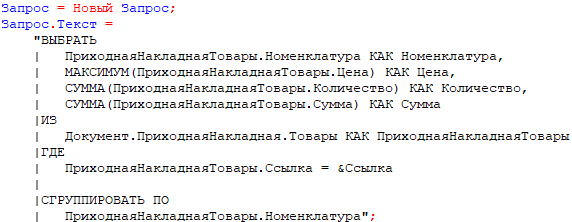 Запрос = Новый Запрос;
Запрос.Текст =
"ВЫБРАТЬ
| ПриходнаяНакладнаяТовары.Номенклатура КАК Номенклатура,
| МАКСИМУМ(ПриходнаяНакладнаяТовары.Цена) КАК Цена,
| СУММА(ПриходнаяНакладнаяТовары.Количество) КАК Количество,
| СУММА(ПриходнаяНакладнаяТовары.Сумма) КАК Сумма
|ИЗ
| Документ.ПриходнаяНакладная.Товары КАК ПриходнаяНакладнаяТовары
|ГДЕ
| ПриходнаяНакладнаяТовары.Ссылка = &Ссылка
|
|СГРУППИРОВАТЬ ПО
| ПриходнаяНакладнаяТовары.Номенклатура";